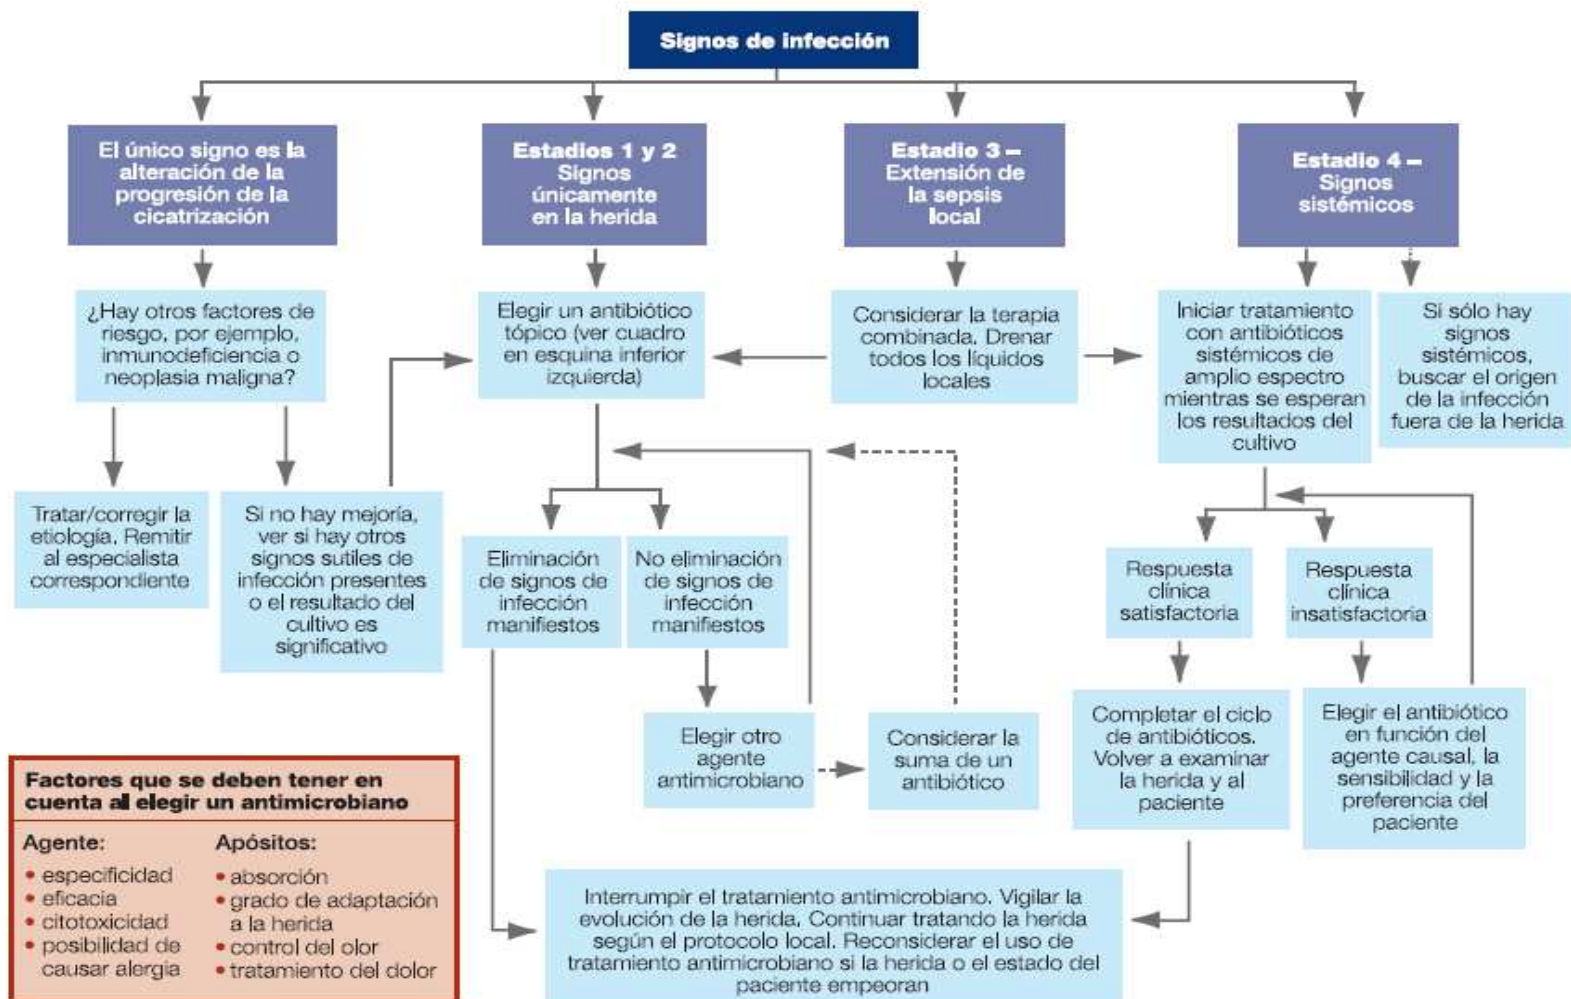 Signos de infección
El único signo es la
alteración de la
progresión de la
cicatrización
Estadios 1 y 2
Signos
únicamente
en la herida
Estadio 3 –
Extensión de
la sepsis
local
Estadio 4 –
Signos
sistémicos
¿Hay otros factores de
riesgo, por ejemplo,
inmunodeficiencia o
neoplasia maligna?
Elegir un antibiótico
tópico (ver cuadro
en esquina inferior
izquierda)
Considerar la terapia
combinada. Drenar
todos los líquidos
locales
Iniciar tratamiento
con antibióticos
sistémicos de
amplio espectro
mientras se esperan
los resultados del
cultivo
Si sólo hay
signos
sistémicos,
buscar el origen
de la infección
fuera de la herida
Tratar/corregir la
etiología. Remitir
al especialista
correspondiente
Si no hay mejoría,
ver si hay otros
signos sutiles de
infección presentes
o el resultado del
cultivo es
significativo
Eliminación
de signos de
infección
manifiestos
No eliminación
de signos de
infección
manifiestos
Respuesta
clínica
satisfactoria
Respuesta
clínica
insatisfactoria
Elegir otro
agente
antimicrobiano
Considerar la
suma de un
antibiótico
Completar el ciclo
de antibióticos.
Volver a examinar
la herida y al
paciente
Elegir el antibiótico
en función del
agente causal, la
sensibilidad y la
preferencia del
paciente
Factores que se deben tener en
cuenta al elegir un antimicrobiano
Agente:
• especificidad
• eficacia
• citotoxicidad
• posibilidad de
causar alergia
Apósitos:
• absorción
• grado de adaptación
a la herida
• control del olor
• tratamiento del dolor
Interrumpir el tratamiento antimicrobiano. Vigilar la
evolución de la herida. Continuar tratando la herida
según el protocolo local. Reconsiderar el uso de
tratamiento antimicrobiano si la herida o el estado del
paciente empeoran